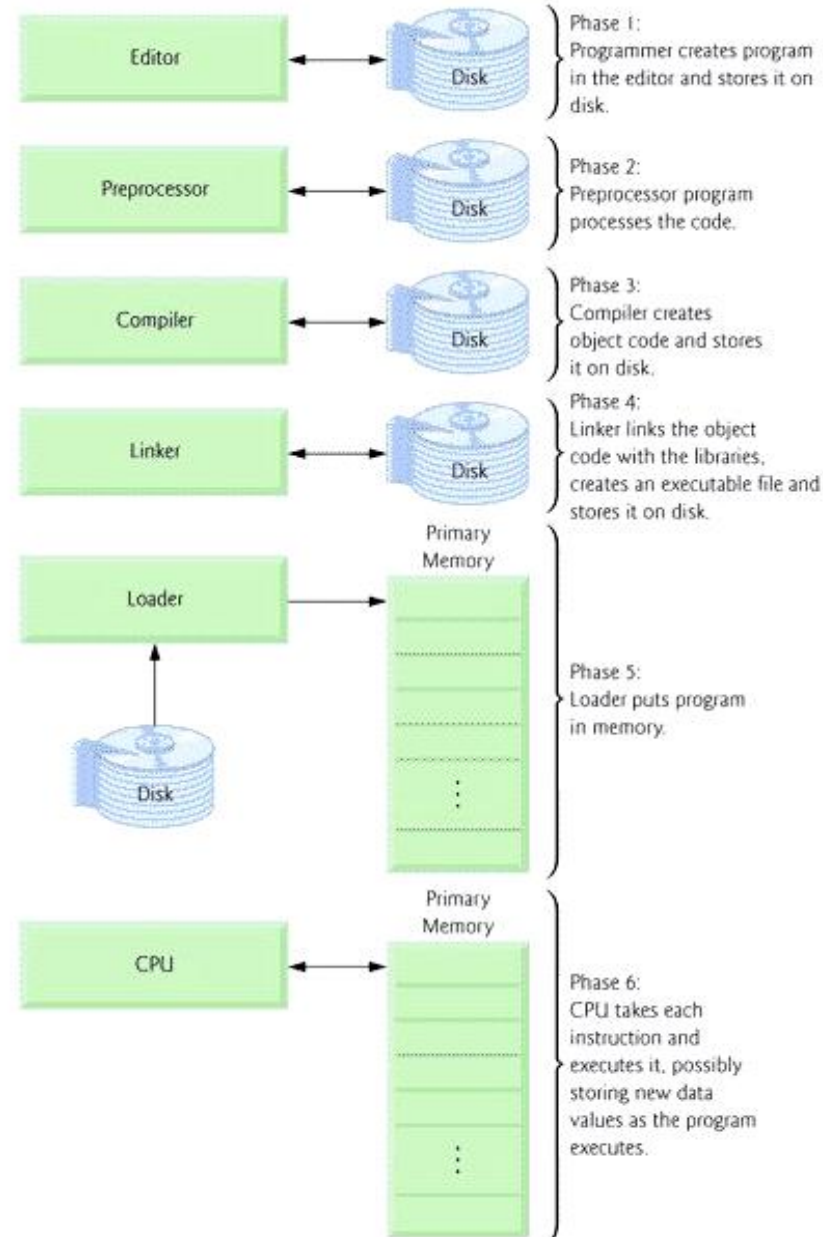 Editor
Disk
Phase 1:
Programmer creates program
in the editor and stores it on
disk.
Preprocessor
Disk
Phase 2:
Preprocessor program
processes the code.
Compiler
Disk
Phase 3:
Compiler creates
object code and stores
it on disk.
Linker
Disk
Phase 4:
Linker links the object
code with the libraries,
creates an executable file and
stores it on disk.
Primary
Memory
Loader
Disk
Phase 5:
Loader puts program
in memory.
Primary
Memory
CPU
Phase 6:
CPU takes each
instruction and
executes it, possibly
storing new data
values as the program
executes.